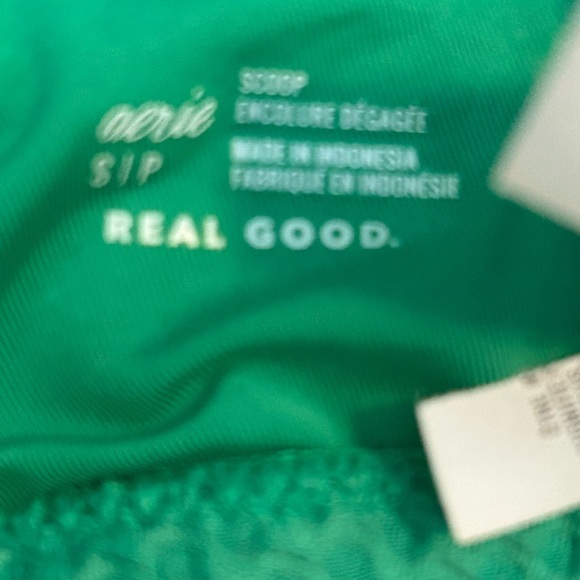 aerie
S/P
SCOOP
ENCOLURE DÉGAGÉE
MADE IN INDONESIA
FABRIQUÉ EN INDONÉSIE
REAL GOOD.